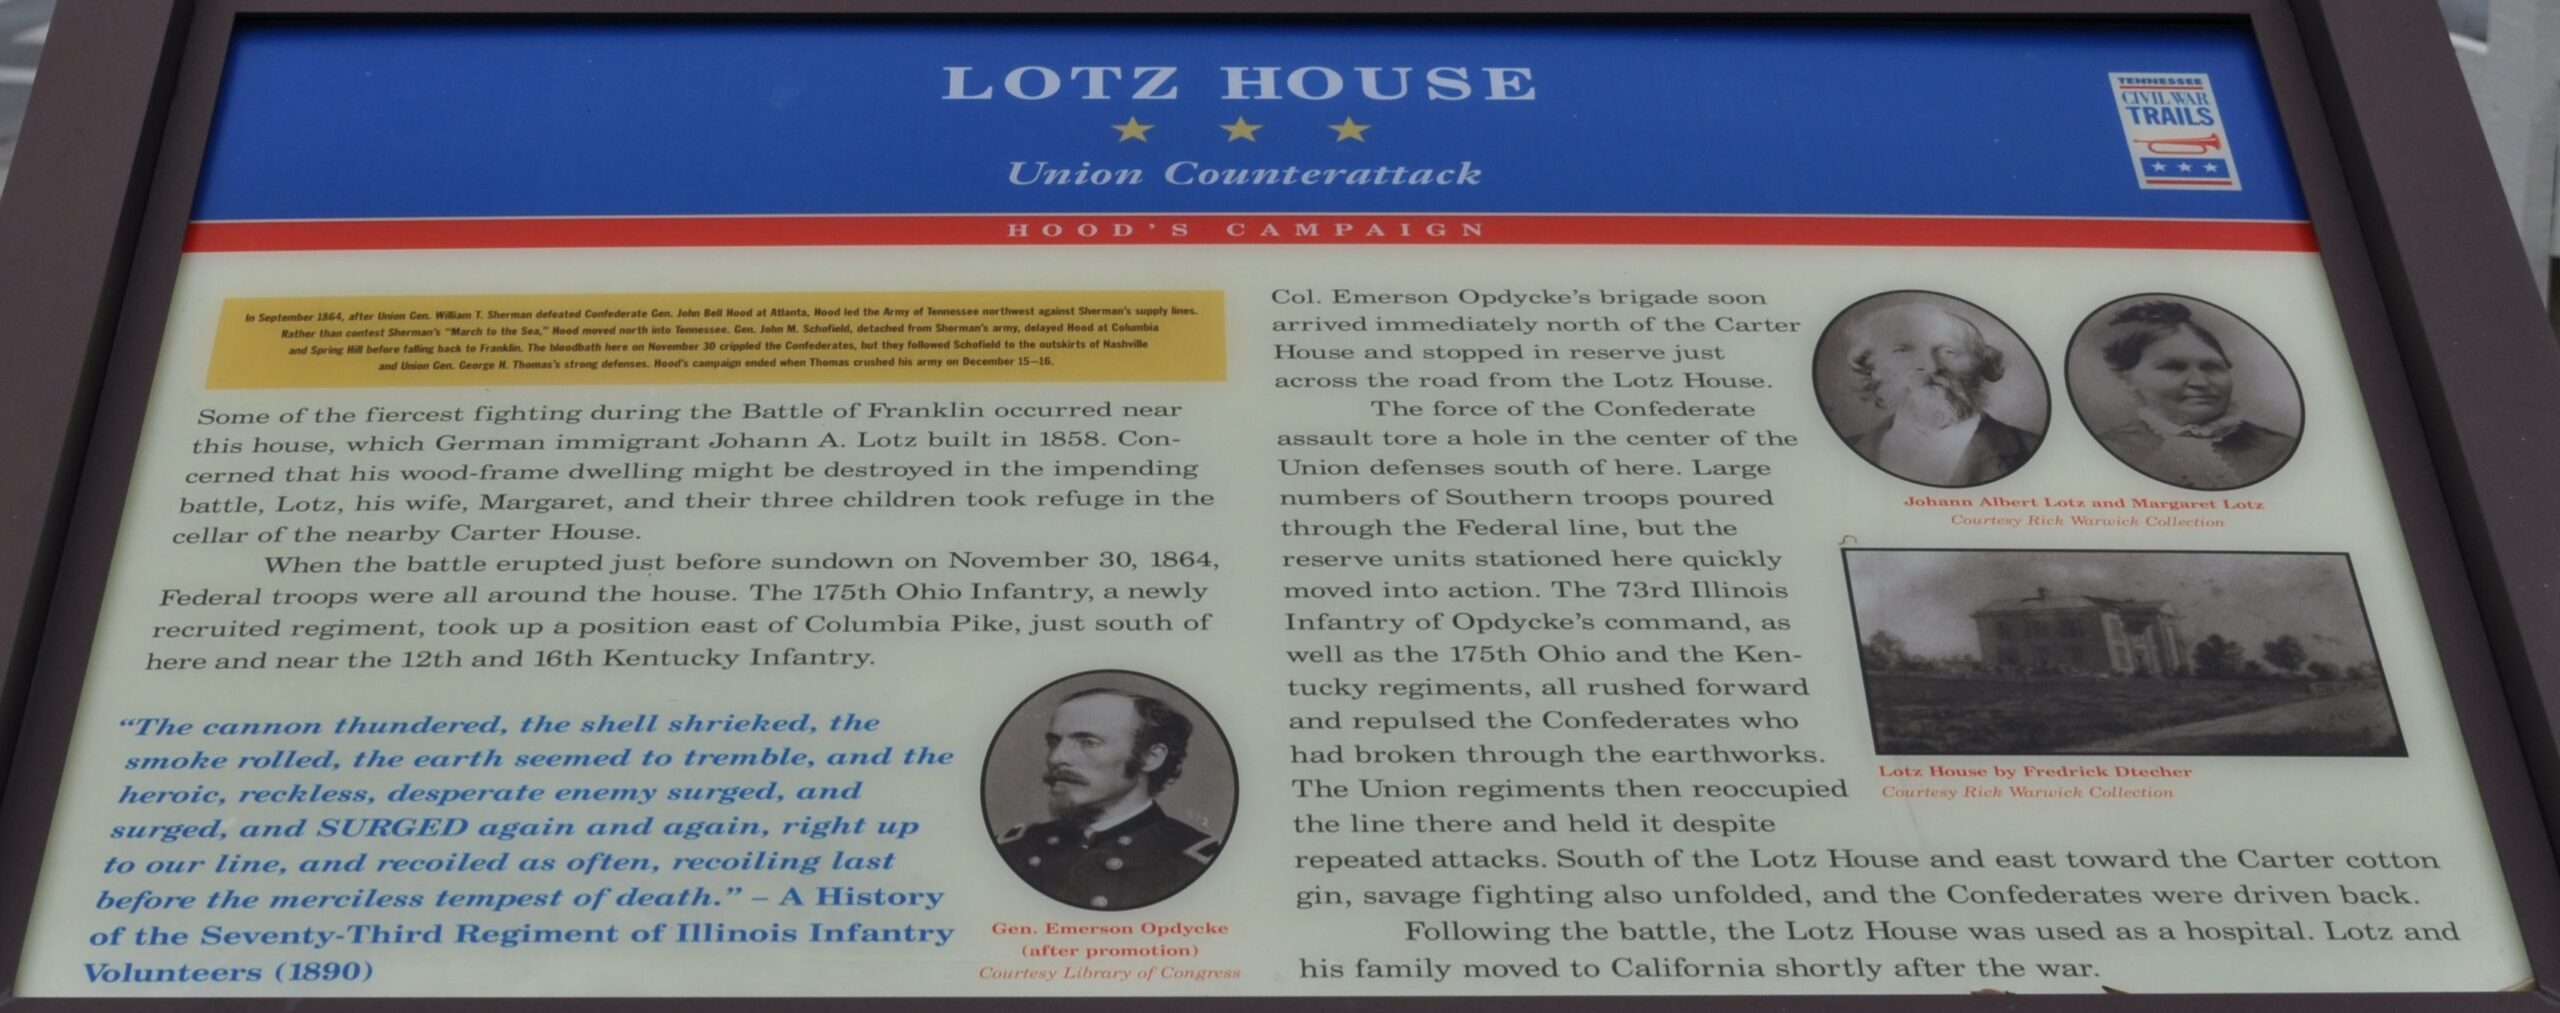 LOTZ HOUSE
Union Counterattack
TENNESSEE
CIVIL WAR
TRAILS
HOOD'S CAMPAIGN
In September 1864, after Union Gen. William T. Sherman defeated Confederate Gen. John Bell Hood at Atlanta, Hood led the Army of Tennessee northwest against Sherman's supply lines.
Rather than contest Sherman's "March to the Sea," Hood moved north into Tennessee. Gen. John M. Schofield, detached from Sherman's army, delayed Hood at Columbia
and Spring Hill before falling back to Franklin. The bloodbath here on November 30 crippled the Confederates, but they followed Schofield to the outskirts of Nashville
and Union Gen. George H. Thomas's strong defenses. Hood's campaign ended when Thomas crushed his army on December 15–16.
Some of the fiercest fighting during the Battle of Franklin occurred near
this house, which German immigrant Johann A. Lotz built in 1858. Con-
cerned that his wood-frame dwelling might be destroyed in the impending
battle, Lotz, his wife, Margaret, and their three children took refuge in the
cellar of the nearby Carter House.
When the battle erupted just before sundown on November 30, 1864,
Federal troops were all around the house. The 175th Ohio Infantry, a newly
recruited regiment, took up a position east of Columbia Pike, just south of
here and near the 12th and 16th Kentucky Infantry.
"The cannon thundered, the shell shrieked, the
smoke rolled, the earth seemed to tremble, and the
heroic, reckless, desperate enemy surged, and
surged, and SURGED again and again, right up
to our line, and recoiled as often, recoiling last
before the merciless tempest of death." – A History
of the Seventy-Third Regiment of Illinois Infantry
Volunteers (1890)
Gen. Emerson Opdycke
(after promotion)
Courtesy Library of Congress
Col. Emerson Opdycke's brigade soon
arrived immediately north of the Carter
House and stopped in reserve just
across the road from the Lotz House.
The force of the Confederate
assault tore a hole in the center of the
Union defenses south of here. Large
numbers of Southern troops poured
through the Federal line, but the
reserve units stationed here quickly
moved into action. The 73rd Illinois
Infantry of Opdycke's command, as
well as the 175th Ohio and the Ken-
tucky regiments, all rushed forward
and repulsed the Confederates who
had broken through the earthworks.
The Union regiments then reoccupied
the line there and held it despite
repeated attacks. South of the Lotz House and east toward the Carter cotton
gin, savage fighting also unfolded, and the Confederates were driven back.
Following the battle, the Lotz House was used as a hospital. Lotz and
his family moved to California shortly after the war.
Johann Albert Lotz and Margaret Lotz
Courtesy Rick Warwick Collection
Lotz House by Fredrick Dtecher
Courtesy Rick Warwick Collection